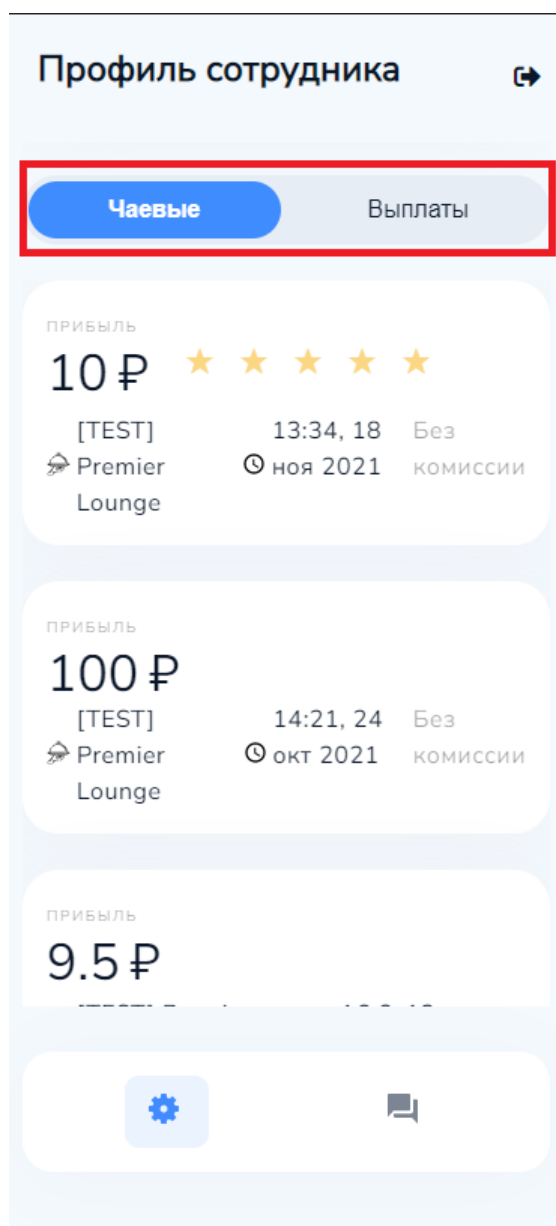 Профиль сотрудника
Чаевые Выплаты
ПРИБЫЛЬ
10 ₽
[TEST] Premier Lounge
13:34, 18 ноя 2021
Без комиссии
ПРИБЫЛЬ
100 ₽
[TEST] Premier Lounge
14:21, 24 окт 2021
Без комиссии
ПРИБЫЛЬ
9.5 ₽